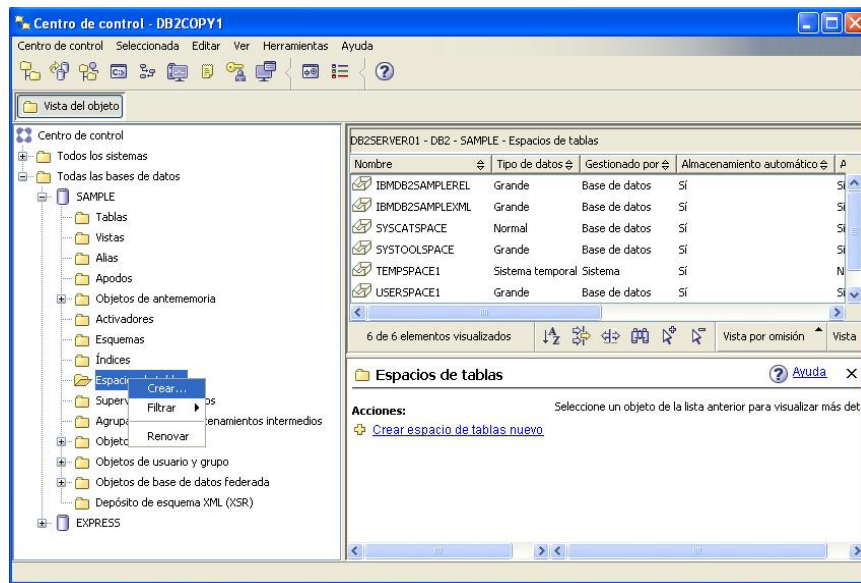 Centro de control - DB2COPY1
Centro de control Seleccionada Editar Ver Herramientas Ayuda
Vista del objeto
Centro de control
Todos los sistemas
Todas las bases de datos
SAMPLE
Tablas
Vistas
Alias
Apodos
Objetos de antememoria
Activadores
Esquemas
Índices
Crear...
Filtrar
Renovar
Objetos de usuario y grupo
Objetos de base de datos federada
Depósito de esquema XML (XSR)
EXPRESS
DB2SERVER01 - DB2 - SAMPLE - Espacios de tablas
Nombre Tipo de datos Gestionado por Almacenamiento automático A
IBMDB2SAMPLEREL Grande Base de datos Sí Sí
IBMDB2SAMPLEXML Grande Base de datos Sí Sí
SYSCATSPACE Normal Base de datos Sí Sí
SYSTOOLSPACE Grande Base de datos Sí Sí
TEMPSPACE1 Sistema temporal Sistema Sí N
USERSPACE1 Grande Base de datos Sí Sí
6 de 6 elementos visualizados Vista por omisión Vista
Espacios de tablas
Ayuda
Acciones:
Seleccione un objeto de la lista anterior para visualizar más det
Crear espacio de tablas nuevo